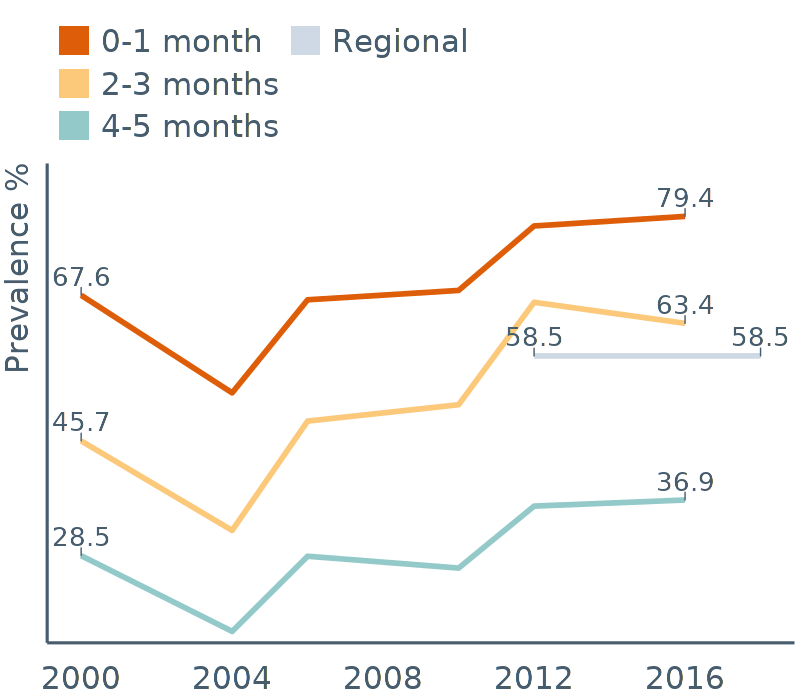 0-1 month
Regional
2-3 months
4-5 months
Prevalence %
79.4
67.6
63.4
58.5
58.5
45.7
36.9
28.5
2000
2004
2008
2012
2016